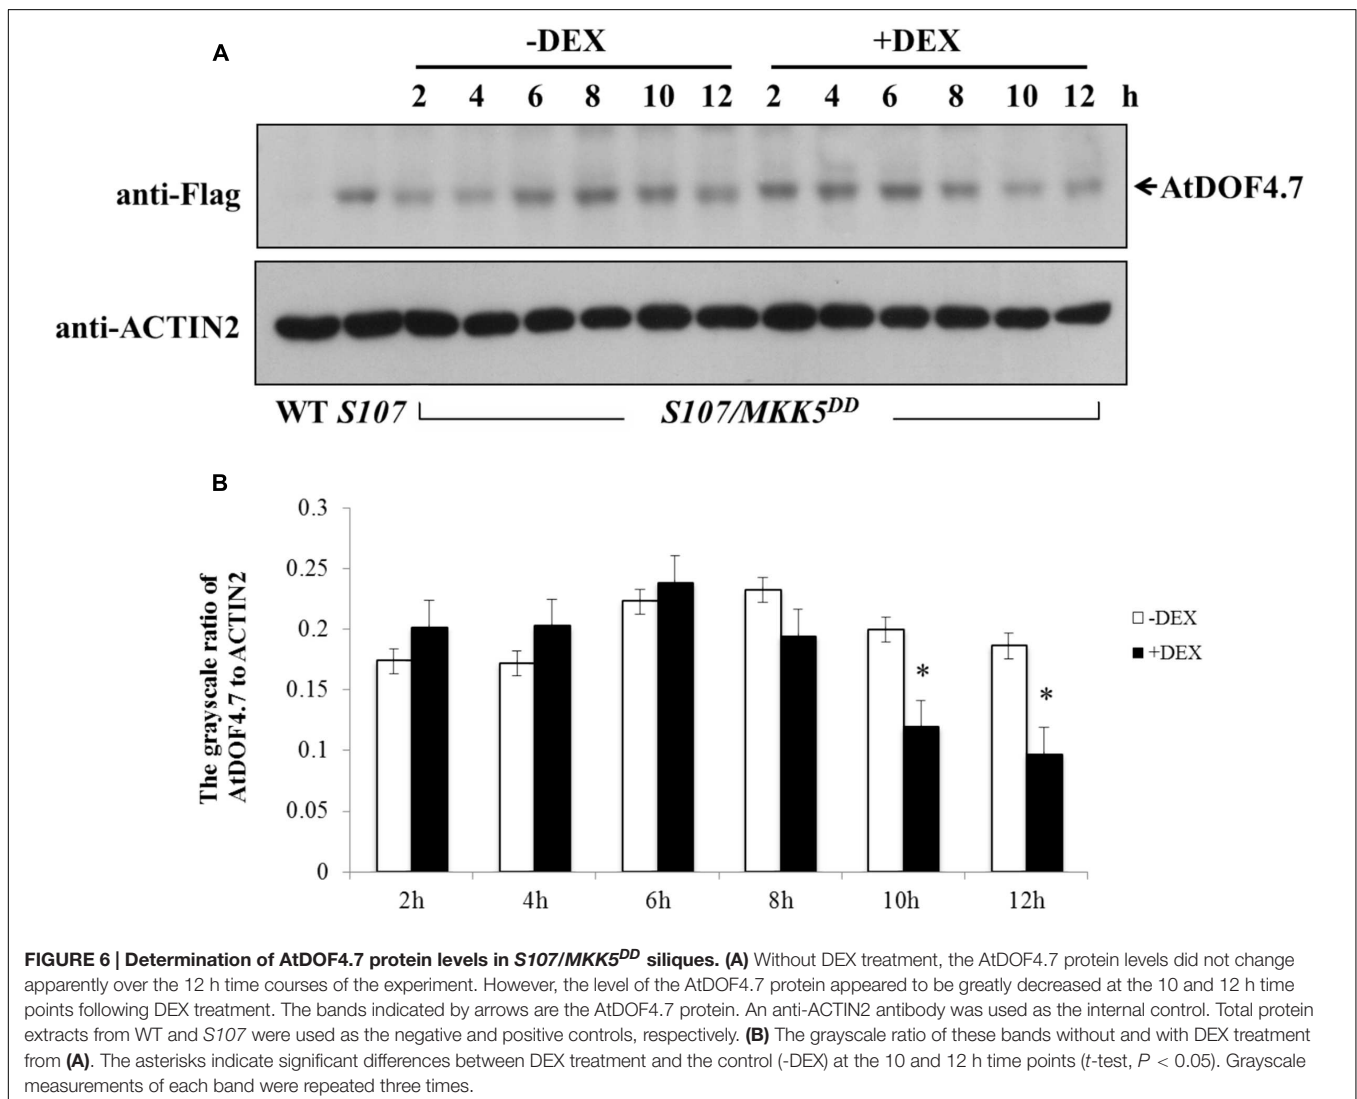 A
-DEX +DEX
2 4 6 8 10 12 2 4 6 8 10 12 h
anti-Flag
AtDOF4.7
anti-ACTIN2
WT S107 S107/MKK5DD
B
The grayscale ratio of
AtDOF4.7 to ACTIN2
0.3
0.25
0.2
0.15
0.1
0.05
0
* *
2h 4h 6h 8h 10h 12h
-DEX
+DEX
FIGURE 6 | Determination of AtDOF4.7 protein levels in S107/MKK5DD siliques. (A) Without DEX treatment, the AtDOF4.7 protein levels did not change
apparently over the 12 h time courses of the experiment. However, the level of the AtDOF4.7 protein appeared to be greatly decreased at the 10 and 12 h time
points following DEX treatment. The bands indicated by arrows are the AtDOF4.7 protein. An anti-ACTIN2 antibody was used as the internal control. Total protein
extracts from WT and S107 were used as the negative and positive controls, respectively. (B) The grayscale ratio of these bands without and with DEX treatment
from (A). The asterisks indicate significant differences between DEX treatment and the control (-DEX) at the 10 and 12 h time points (t-test, P < 0.05). Grayscale
measurements of each band were repeated three times.